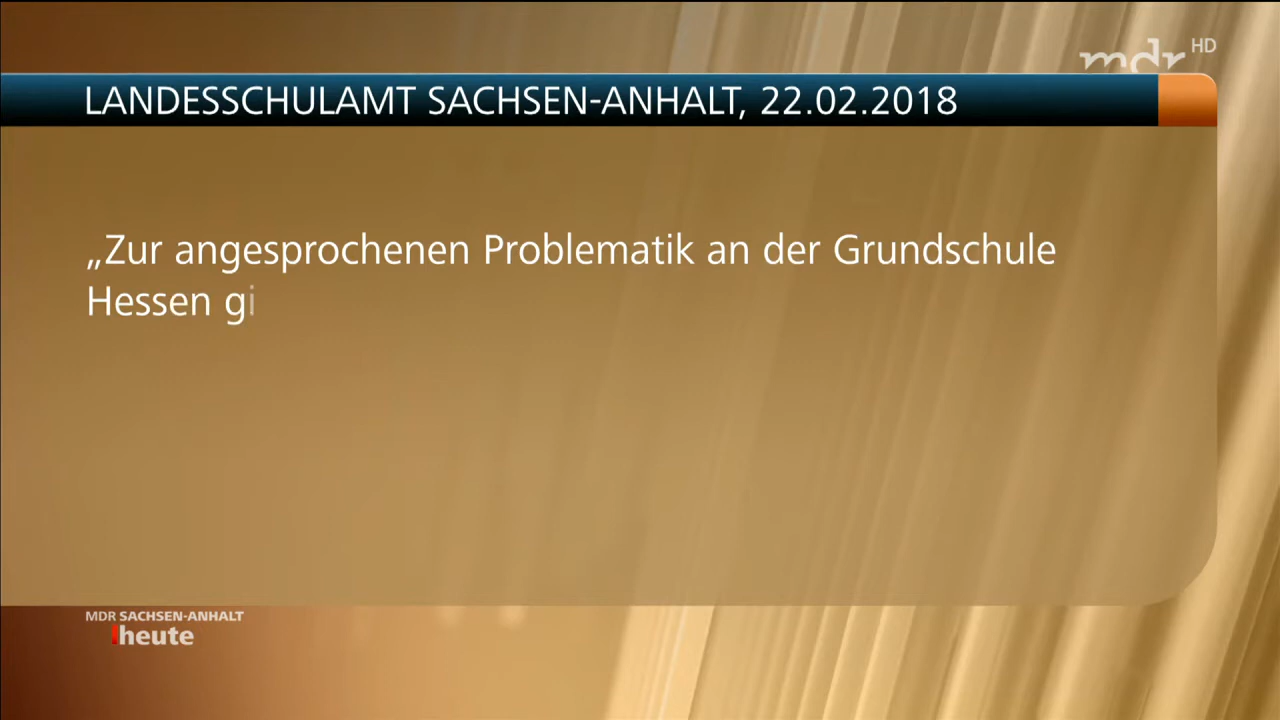 mdr HD
LANDESSCHULAMT SACHSEN-ANHALT, 22.02.2018
„Zur angesprochenen Problematik an der Grundschule
Hessen gi
MDR SACHSEN-ANHALT
heute